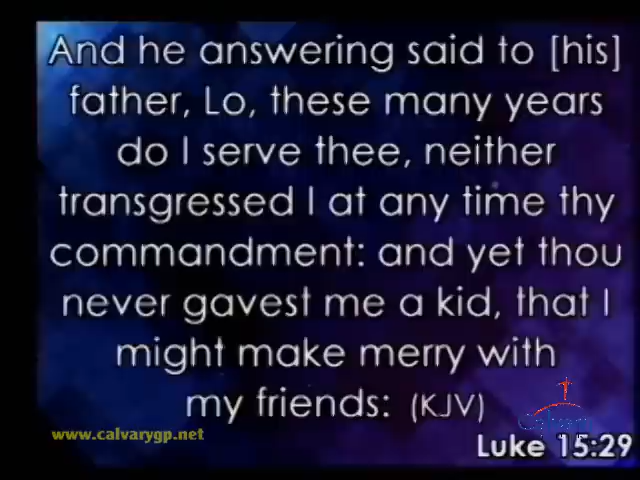 And he answering said to [his]
father, Lo, these many years
do I serve thee, neither
transgressed I at any time thy
commandment: and yet thou
never gavest me a kid, that I
might make merry with
my friends: (KJV)
www.calvarygp.net
Calvary
Luke 15:29